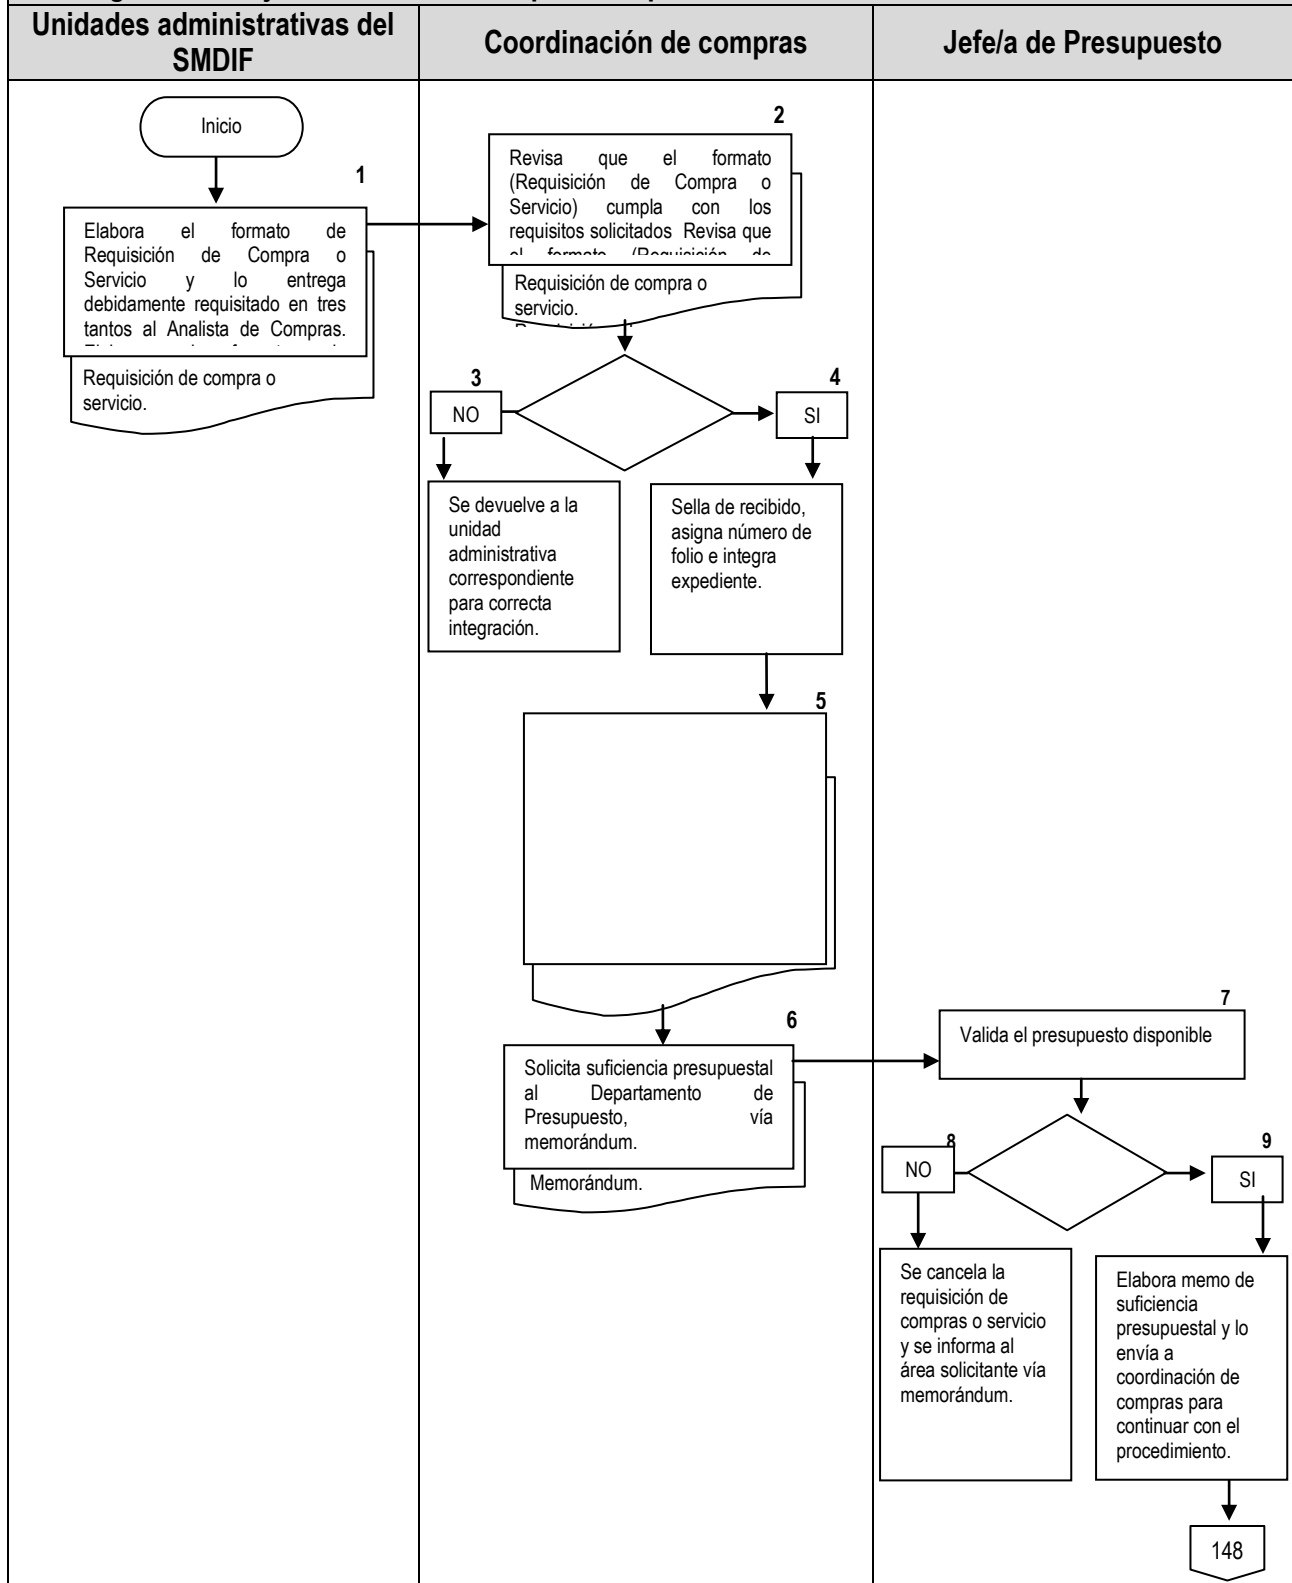 Unidades administrativas del
SMDIF
Coordinación de compras
Jefe/a de Presupuesto
Inicio
1
Elabora el formato de
Requisición de Compra o
Servicio y lo entrega
debidamente requisitado en tres
tantos al Analista de Compras.
Requisición de compra o
servicio.
2
Revisa que el formato
(Requisición de Compra o
Servicio) cumpla con los
requisitos solicitados Revisa que
el formato (Requisición de
Requisición de compra o
servicio.
3
NO
4
SI
Se devuelve a la
unidad
administrativa
correspondiente
para correcta
integración.
Sella de recibido,
asigna número de
folio e integra
expediente.
5
6
Solicita suficiencia presupuestal
al Departamento de
Presupuesto, vía
memorándum.
Memorándum.
7
Valida el presupuesto disponible
8
NO
9
SI
Se cancela la
requisición de
compras o servicio
y se informa al
área solicitante vía
memorándum.
Elabora memo de
suficiencia
presupuestal y lo
envía a
coordinación de
compras para
continuar con el
procedimiento.
148